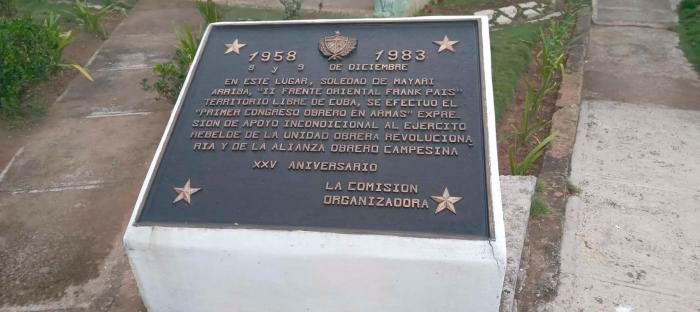 1958 1983
8 y 9 DE DICIEMBRE
EN ESTE LUGAR, SOLEDAD DE MAYARI
ARRIBA, "II FRENTE ORIENTAL FRANK PAIS"
TERRITORIO LIBRE DE CUBA, SE EFECTUO EL
"PRIMER CONGRESO OBRERO EN ARMAS" EXPRE
SION DE APOYO INCONDICIONAL AL EJERCITO
REBELDE DE LA UNIDAD OBRERA REVOLUCIONA
RIA Y DE LA ALIANZA OBRERO CAMPESINA
XXV ANIVERSARIO
LA COMISION
ORGANIZADORA